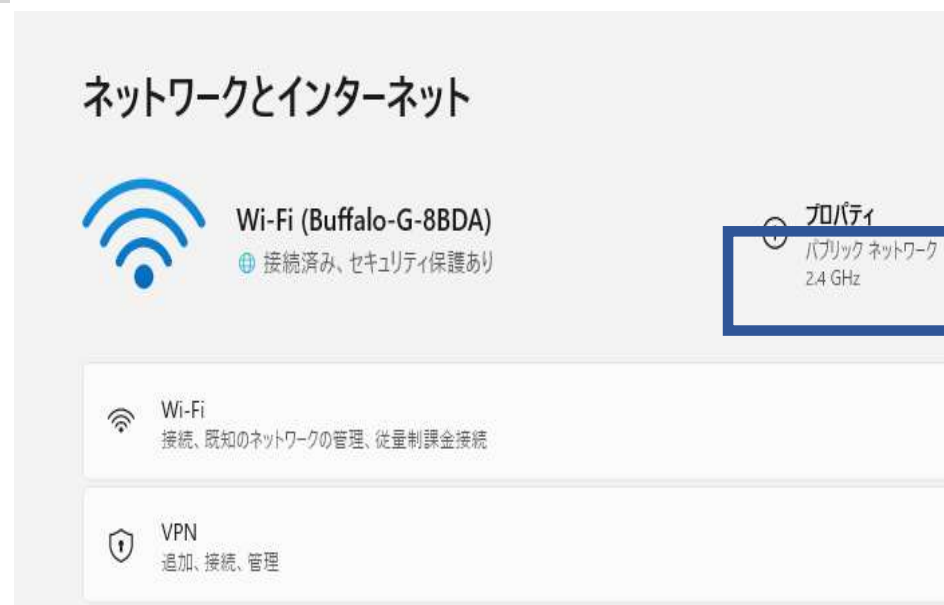 ネットワークとインターネット
Wi-Fi (Buffalo-G-8BDA)
接続済み、セキュリティ保護あり
プロパティ
パブリック ネットワーク
2.4 GHz
Wi-Fi
接続、既知のネットワークの管理、従量制課金接続
VPN
追加、接続、管理